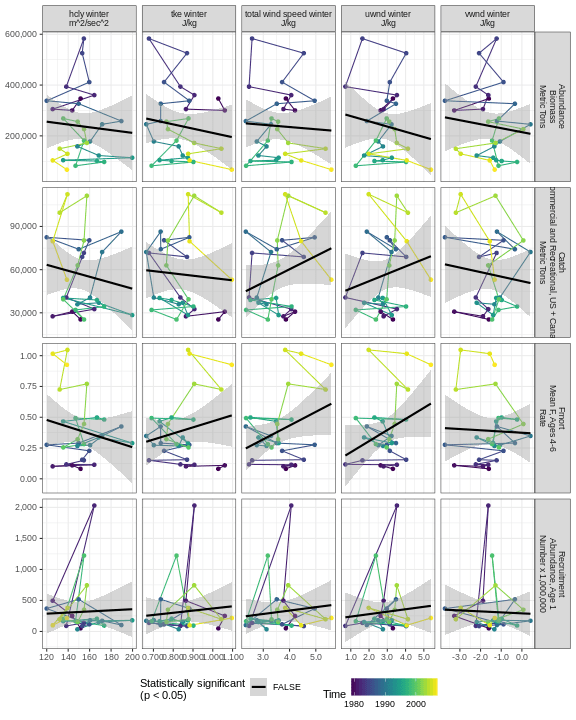 hcly winter
m^2/sec^2
tke winter
J/kg
total wind speed winter
J/kg
uwnd winter
J/kg
vwnd winter
J/kg
600,000
400,000
200,000
Abundance
Biomass
Metric Tons
90,000
60,000
30,000
Catch
mmercial and Recreational, US + Cana
Metric Tons
1.00
0.75
0.50
0.25
0.00
Fmort
Mean F, Ages 4-6
Rate
2,000
1,500
1,000
500
0
Recruitment
Abundance, Age 1
Number x 1,000,000
120 140 160 180 200
0.700 0.800 0.900 1.000 1.100
3.0 4.0 5.0
1.0 2.0 3.0 4.0 5.0
-3.0 -2.0 -1.0 0.0
Statistically significant
(p < 0.05)
FALSE
Time
1980 1990 2000